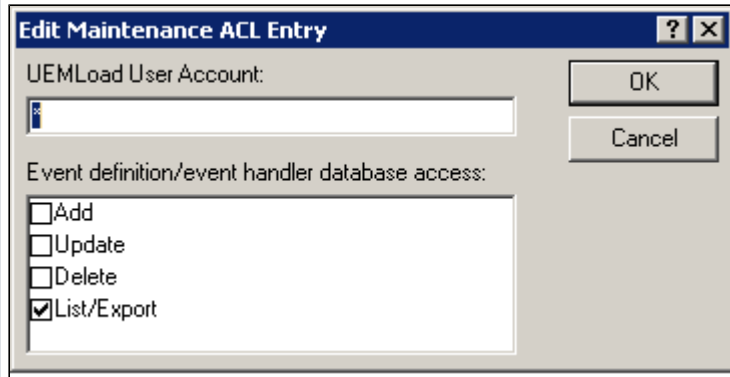 Edit Maintenance ACL Entry
UEMLoad User Account:
OK
*
Cancel
Event definition/event handler database access:
Add
Update
Delete
List/Export